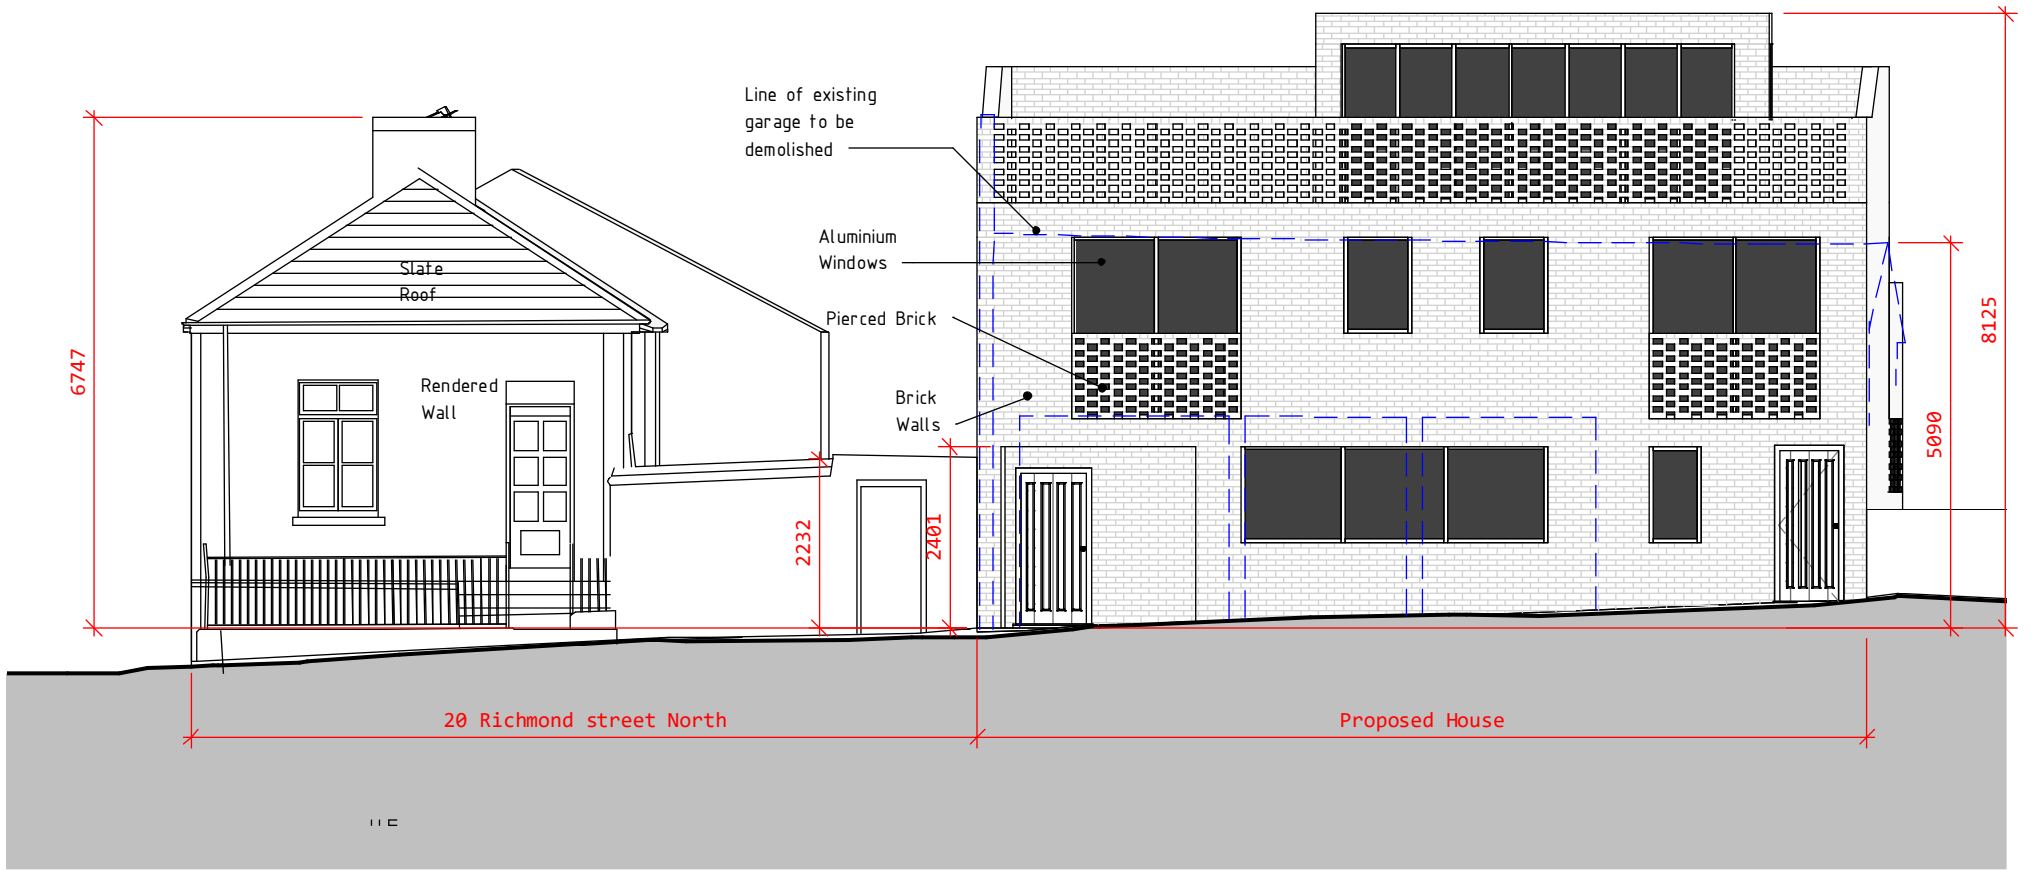 Line of existing
garage to be
demolished
Aluminium
Windows
Slate
Roof
Pierced Brick
Rendered
Wall
Brick
Walls
6747
2232
2401
5090
8125
20 Richmond street North
Proposed House